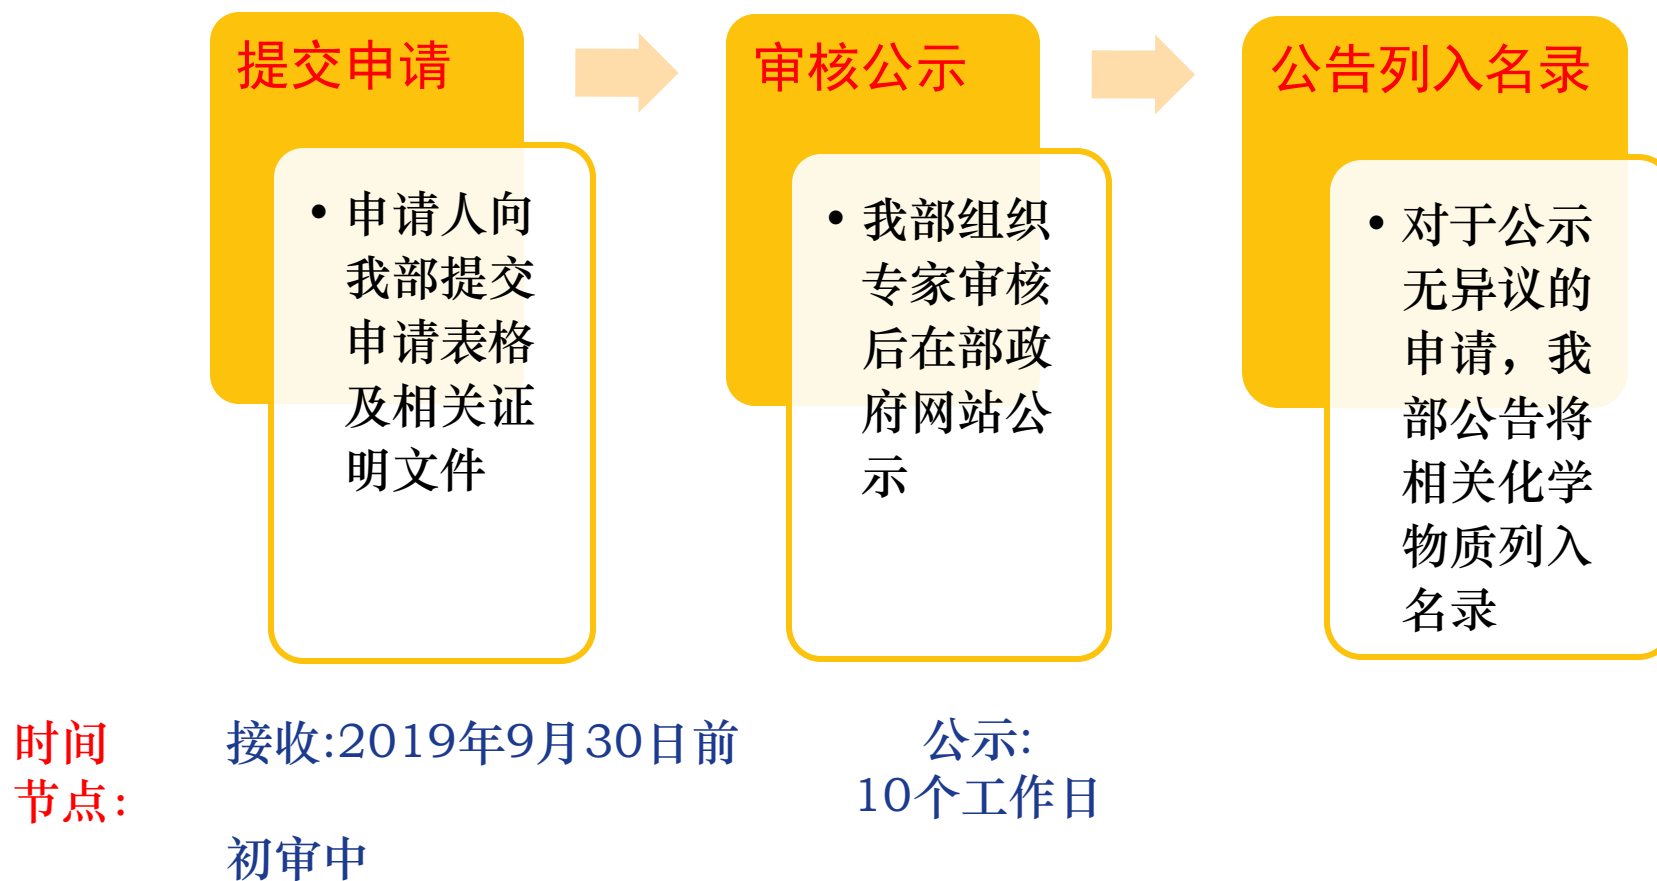 提交申请
• 申请人向
我部提交
申请表格
及相关证
明文件
审核公示
• 我部组织
专家审核
后在部政
府网站公
示
公告列入名录
• 对于公示
无异议的
申请，我
部公告将
相关化学
物质列入
名录
时间
节点:
接收:2019年9月30日前
初审中
公示:
10个工作日